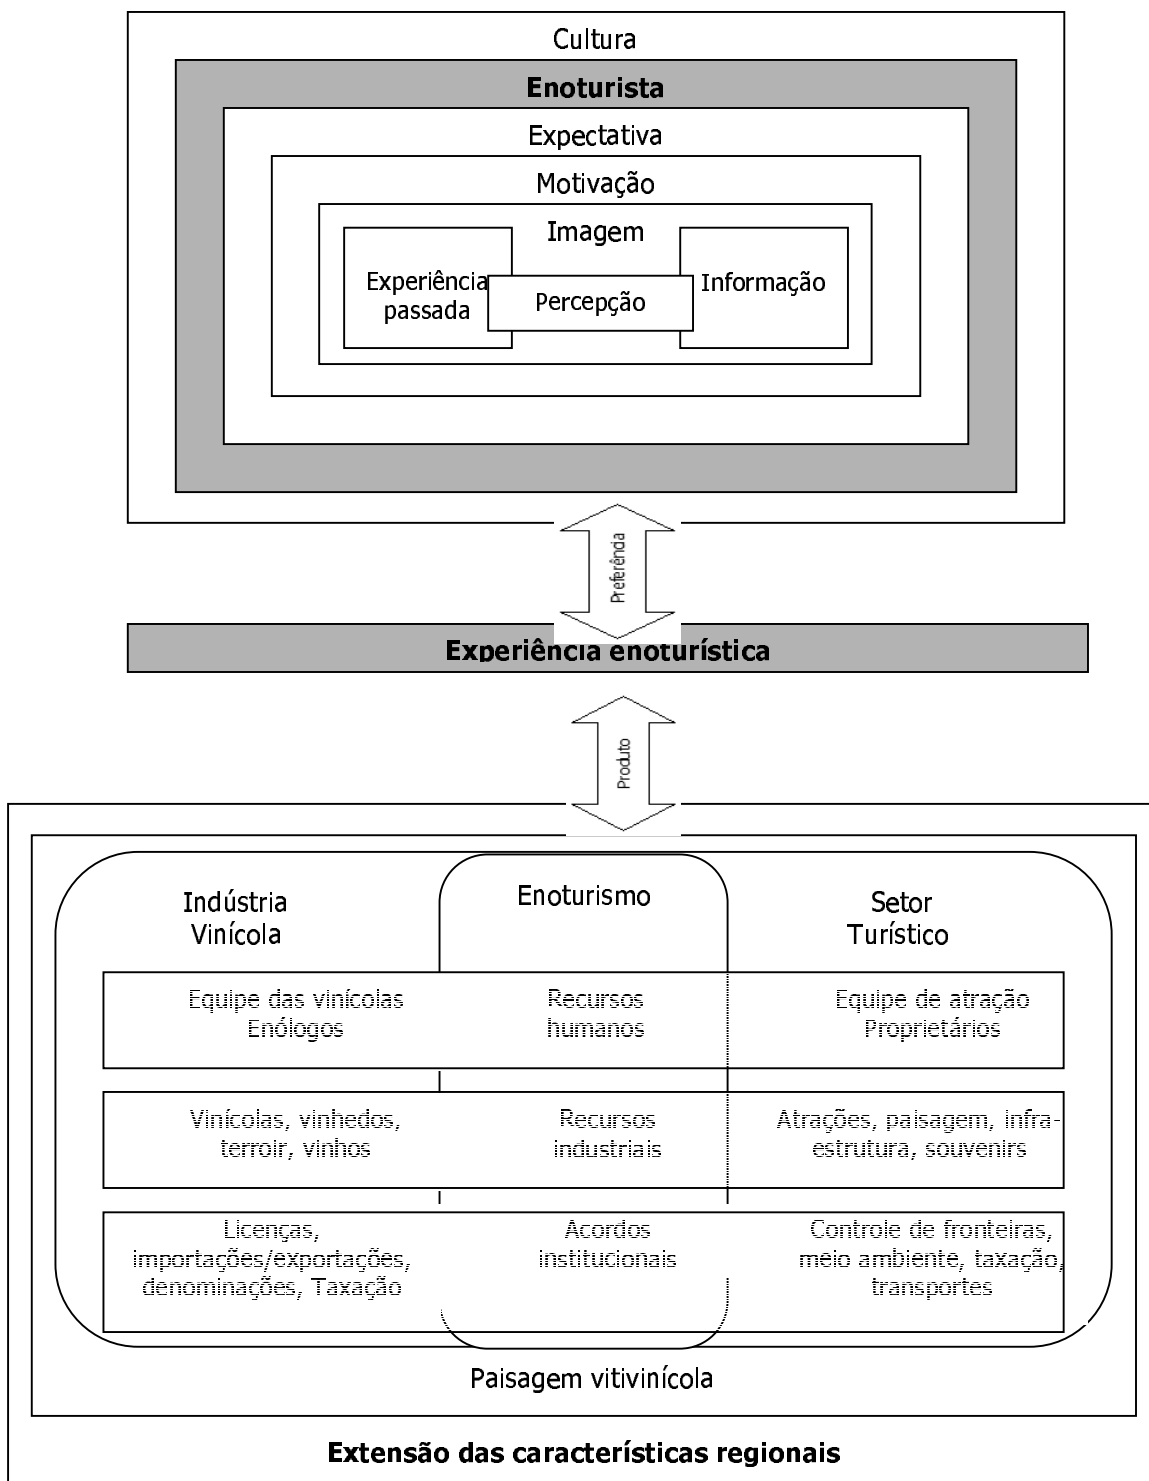 Cultura
Enoturista
Expectativa
Motivação
Imagem
Experiência
passada
Percepção
Informação
Preferência
Experiência enoturística
Produto
Indústria
Vinícola
Enoturismo
Setor
Turístico
Equipe das vinícolas
Enólogos
Recursos
humanos
Equipe de atração
Proprietários
Vinícolas, vinhedos,
terroir, vinhos
Recursos
industriais
Atrações, paisagem, infra-
estrutura, souvenirs
Licenças,
importações/exportações,
denominações, Taxação
Acordos
institucionais
Controle de fronteiras,
meio ambiente, taxação,
transportes
Paisagem vitivinícola
Extensão das características regionais